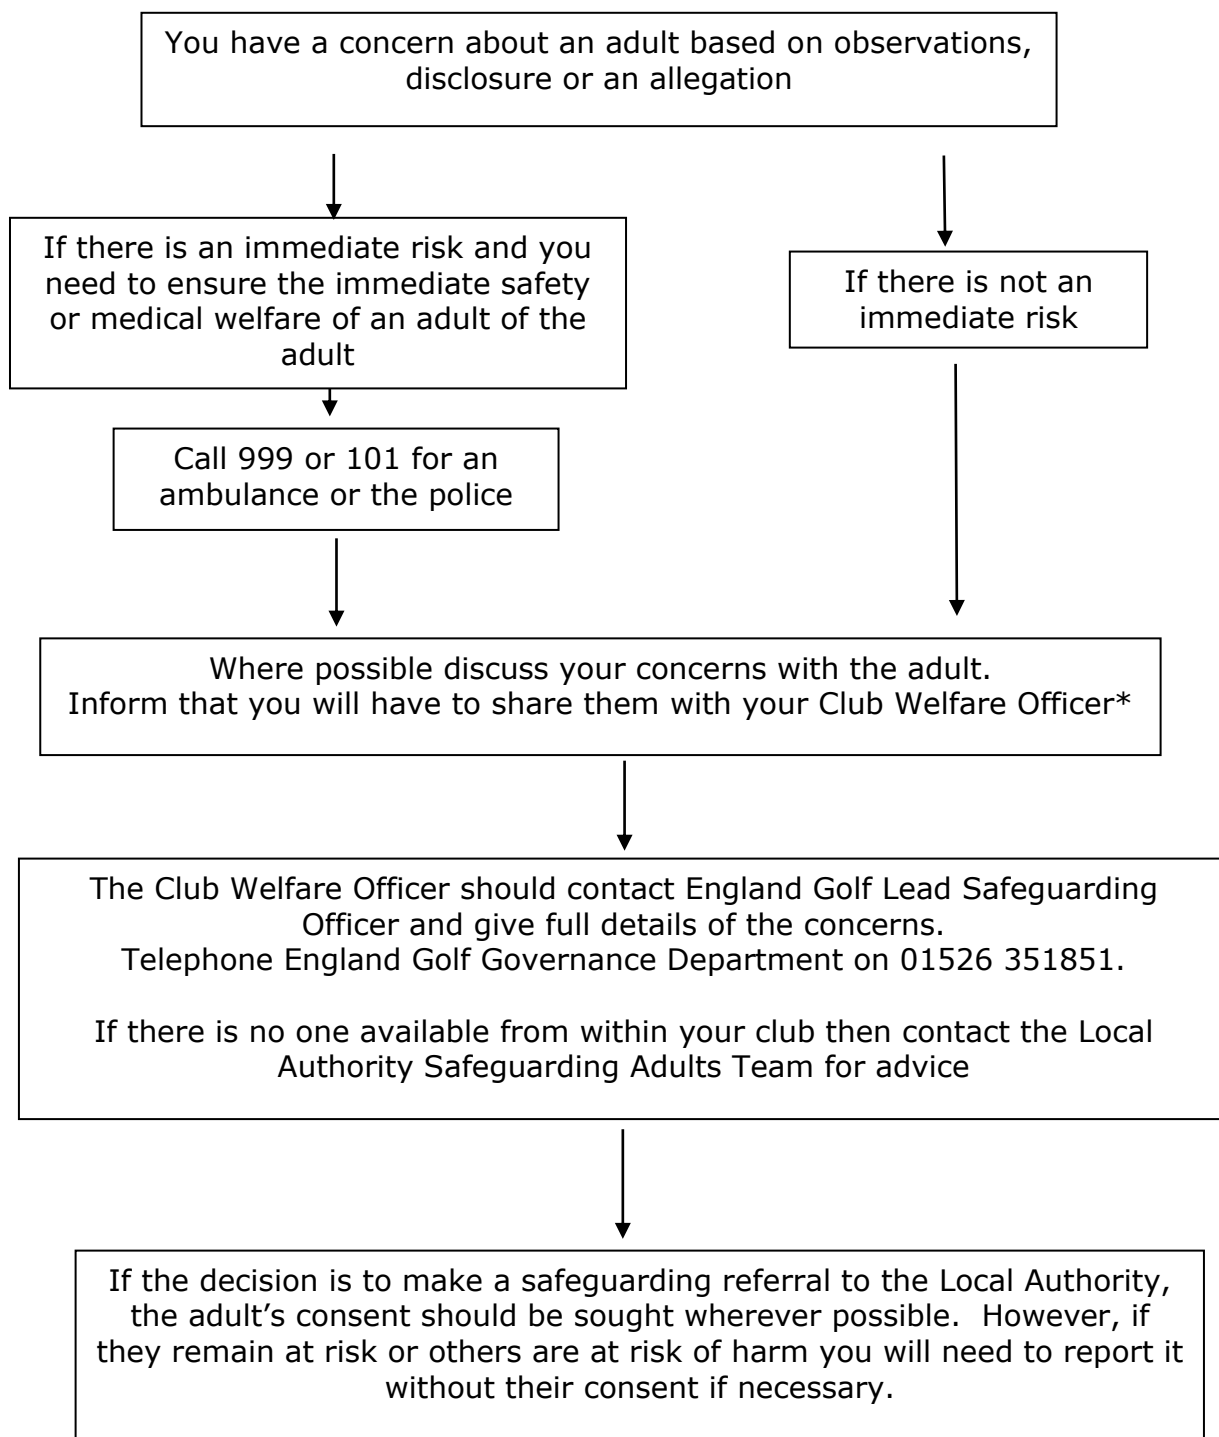 You have a concern about an adult based on observations,
disclosure or an allegation
If there is an immediate risk and you
need to ensure the immediate safety
or medical welfare of an adult of the
adult
If there is not an
immediate risk
Call 999 or 101 for an
ambulance or the police
Where possible discuss your concerns with the adult.
Inform that you will have to share them with your Club Welfare Officer*
The Club Welfare Officer should contact England Golf Lead Safeguarding
Officer and give full details of the concerns.
Telephone England Golf Governance Department on 01526 351851.
If there is no one available from within your club then contact the Local
Authority Safeguarding Adults Team for advice
If the decision is to make a safeguarding referral to the Local Authority,
the adult’s consent should be sought wherever possible.  However, if
they remain at risk or others are at risk of harm you will need to report it
without their consent if necessary.